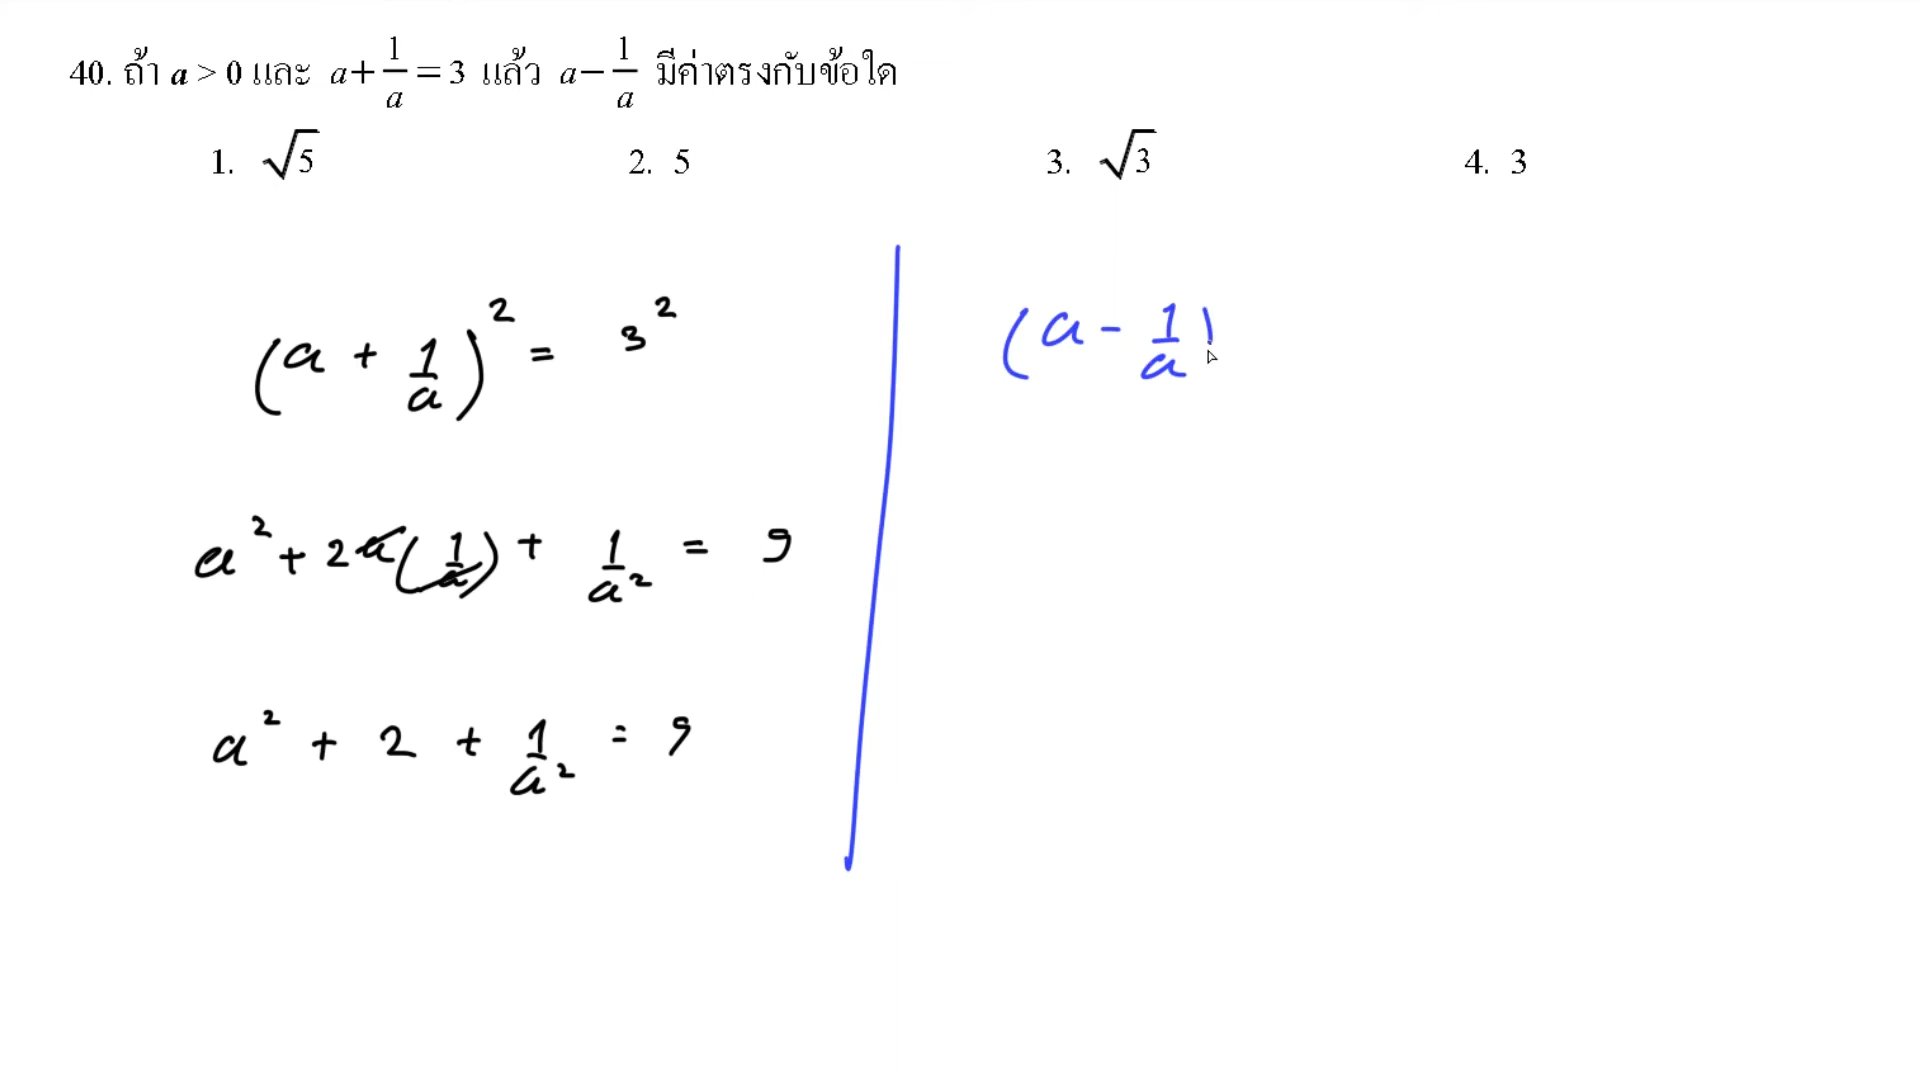 40. ถ้า a > 0 และ a + 1/a = 3 แล้ว a − 1/a มีค่าตรงกับข้อใด
1. √5 2. 5 3. √3 4. 3
(a + 1/a)² = 3²
a² + 2a(1/a) + 1/a² = 9
a² + 2 + 1/a² = 9
(a - 1/a)